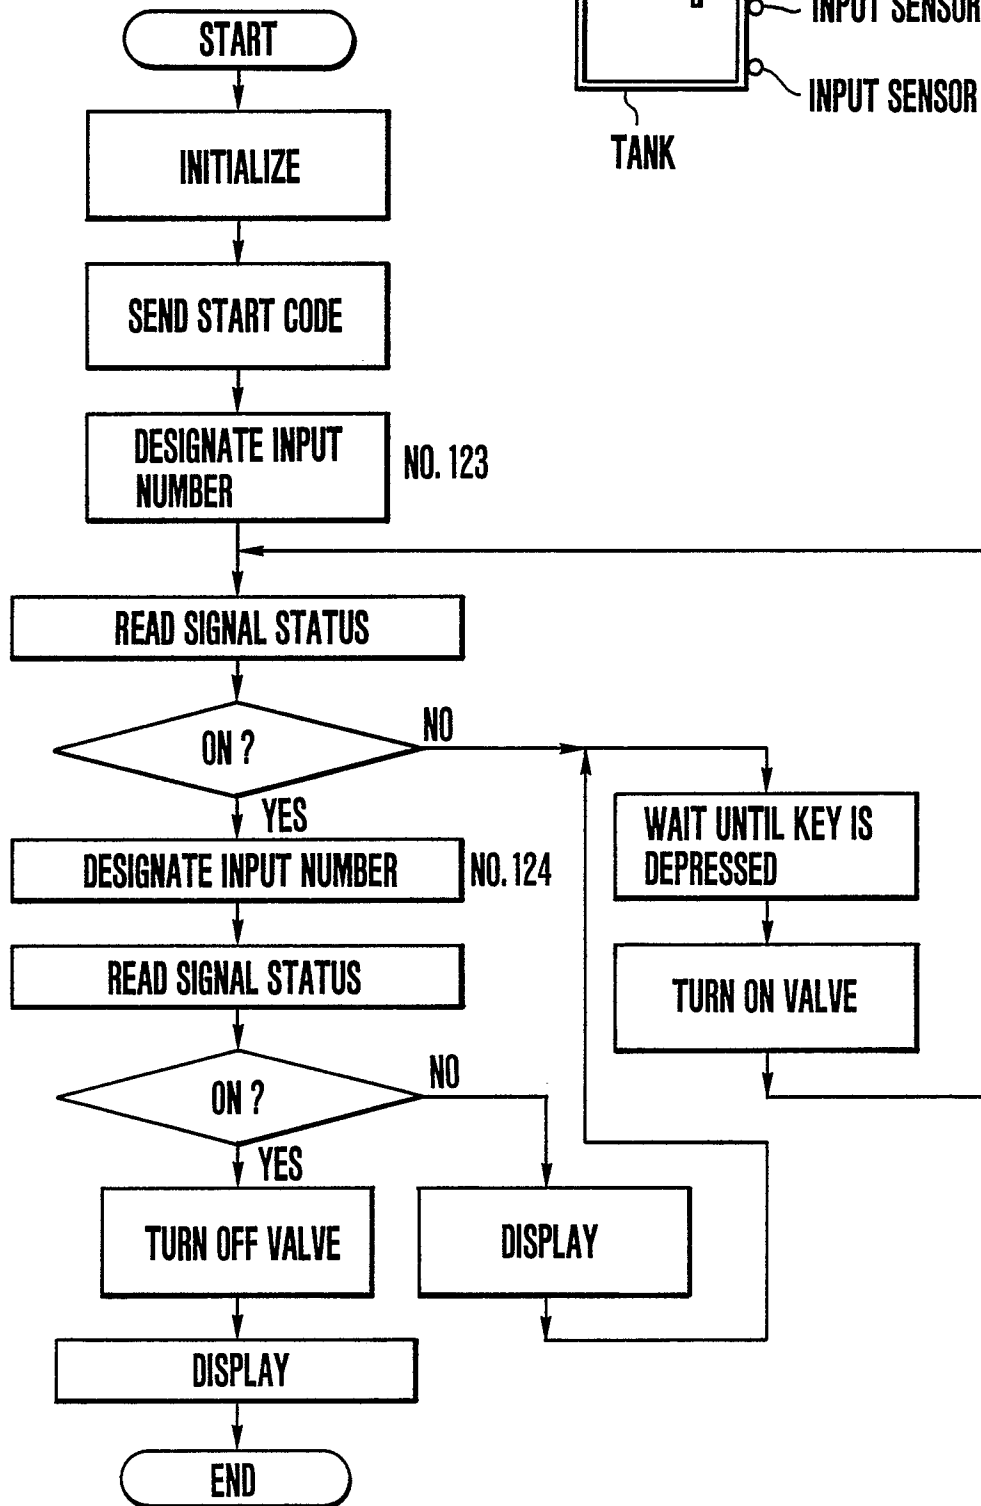 START
INPUT SENSOR
INPUT SENSOR
TANK
INITIALIZE
SEND START CODE
DESIGNATE INPUT
NUMBER
NO. 123
READ SIGNAL STATUS
ON ?
NO
YES
WAIT UNTIL KEY IS
DEPRESSED
DESIGNATE INPUT NUMBER
NO. 124
READ SIGNAL STATUS
TURN ON VALVE
ON ?
NO
YES
TURN OFF VALVE
DISPLAY
DISPLAY
END